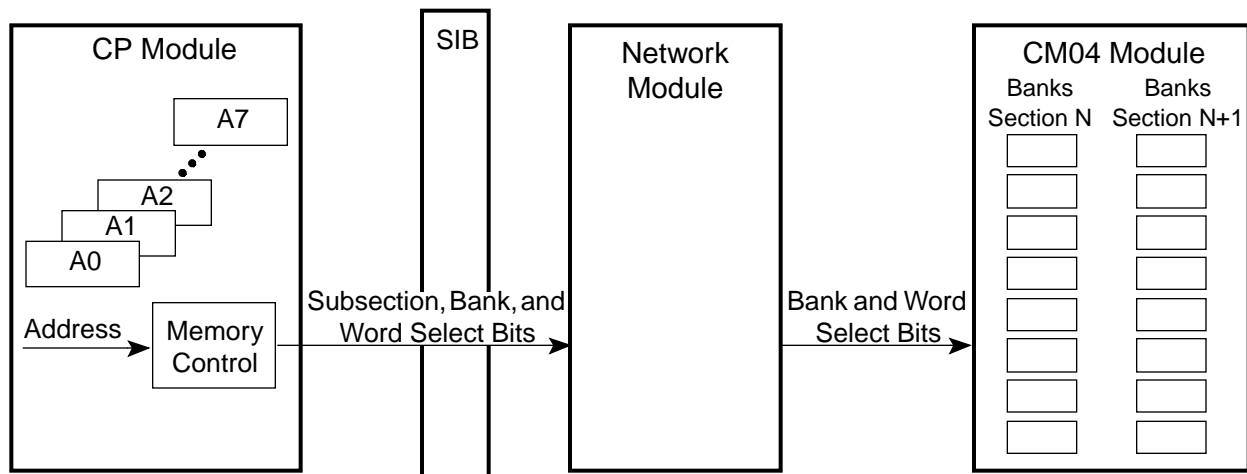 CP Module
A7
A2
A1
A0
Address
Memory
Control
SIB
Subsection, Bank, and
Word Select Bits
Network
Module
Bank and Word
Select Bits
CM04 Module
Banks
Section N
Banks
Section N+1